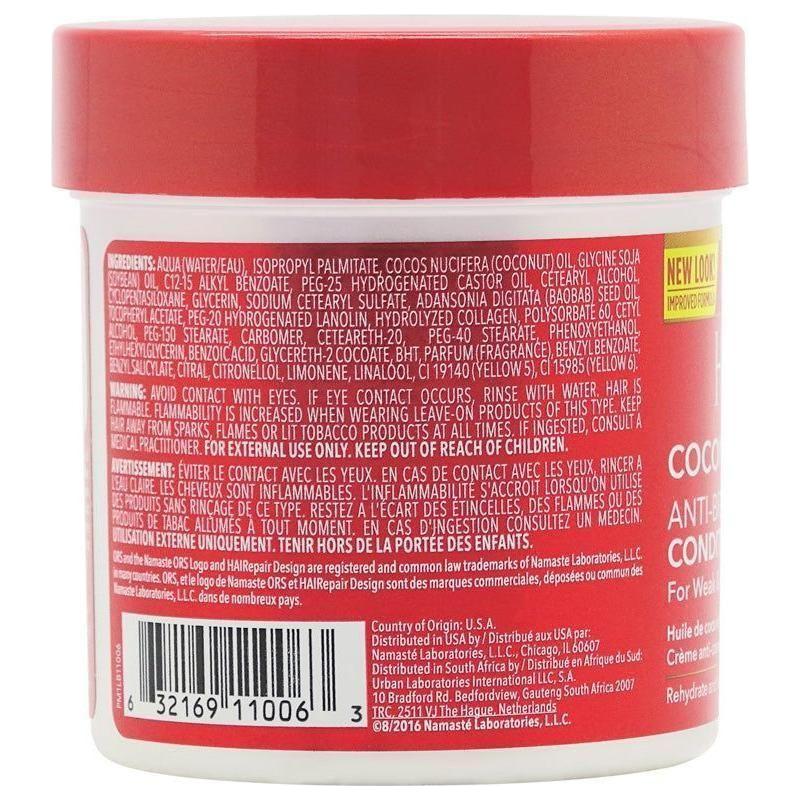 INGREDIENTS: AQUA (WATER/EAU), ISOPROPYL PALMITATE, COCOS NUCIFERA (COCONUT) OIL, GLYCINE SOJA
(SOYBEAN) OIL, C12-15 ALKYL BENZOATE, PEG-25 HYDROGENATED CASTOR OIL, CETEARYL ALCOHOL,
CYCLOPENTASILOXANE, GLYCERIN, SODIUM CETEARYL SULFATE, ADANSONIA DIGITATA (BAOBAB) SEED OIL,
TOCOPHERYL ACETATE, PEG-20 HYDROGENATED LANOLIN, HYDROLYZED COLLAGEN, POLYSORBATE 60, CETYL
ALCOHOL, PEG-150 STEARATE, CARBOMER, CETEARETH-20, PEG-40 STEARATE, PHENOXYETHANOL,
ETHYLHEXYLGLYCERIN, BENZOIC ACID, GLYCERETH-2 COCOATE, BHT, PARFUM (FRAGRANCE), BENZYL BENZOATE,
BENZYL SALICYLATE, CITRAL, CITRONELLOL, LIMONENE, LINALOOL, CI 19140 (YELLOW 5), CI 15985 (YELLOW 6).
WARNING: AVOID CONTACT WITH EYES. IF EYE CONTACT OCCURS, RINSE WITH WATER. HAIR IS
FLAMMABLE. FLAMMABILITY IS INCREASED WHEN WEARING LEAVE-ON PRODUCTS OF THIS TYPE. KEEP
HAIR AWAY FROM SPARKS, FLAMES OR LIT TOBACCO PRODUCTS AT ALL TIMES. IF INGESTED, CONSULT A
MEDICAL PRACTITIONER. FOR EXTERNAL USE ONLY. KEEP OUT OF REACH OF CHILDREN.
AVERTISSEMENT: ÉVITER LE CONTACT AVEC LES YEUX. EN CAS DE CONTACT AVEC LES YEUX, RINCER A
L'EAU CLAIRE. LES CHEVEUX SONT INFLAMMABLES. L'INFLAMMABILITÉ S'ACCROIT LORSQU'ON UTILISE
DES PRODUITS SANS RINÇAGE DE CE TYPE. RESTEZ A L'ÉCART DES ÉTINCELLES, DES FLAMMES OU DES
PRODUITS DE TABAC ALLUMÉS À TOUT MOMENT. EN CAS D'INGESTION CONSULTEZ UN MÉDECIN.
UTILISATION EXTERNE UNIQUEMENT. TENIR HORS DE LA PORTÉE DES ENFANTS.
ORS and the Namaste ORS Logo and HAIRepair Design are registered and common law trademarks of Namaste Laboratories, L.L.C.
in many countries. ORS, et le logo de Namaste ORS et HAIRepair Design sont des marques commerciales, déposées ou commun des
Namaste Laboratories, L.L.C. dans de nombreux pays.
PM1LB11006
6 32169 11006 3
Country of Origin: U.S.A.
Distributed in USA by / Distribué aux USA par:
Namasté Laboratories, L.L.C., Chicago, IL 60607
Distributed in South Africa by / Distribué en Afrique du Sud:
Urban Laboratories International LLC, S.A.
10 Bradford Rd. Bedfordview, Gauteng South Africa 2007
TRC, 2511 VJ The Hague, Netherlands
©8/2016 Namasté Laboratories, L.L.C.
NEW LOOK!
IMPROVED FORMULA
H
COCO
ANTI-B
CONDI
For Weak
Huile de coco
Crème anti-
Rehydrate and